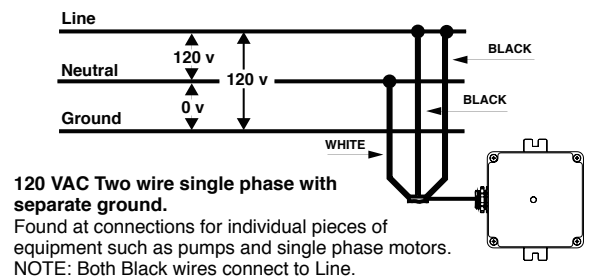 Line
120 v
BLACK
Neutral
120 v
0 v
BLACK
Ground
WHITE
120 VAC Two wire single phase with
separate ground.
Found at connections for individual pieces of
equipment such as pumps and single phase motors.
NOTE: Both Black wires connect to Line.